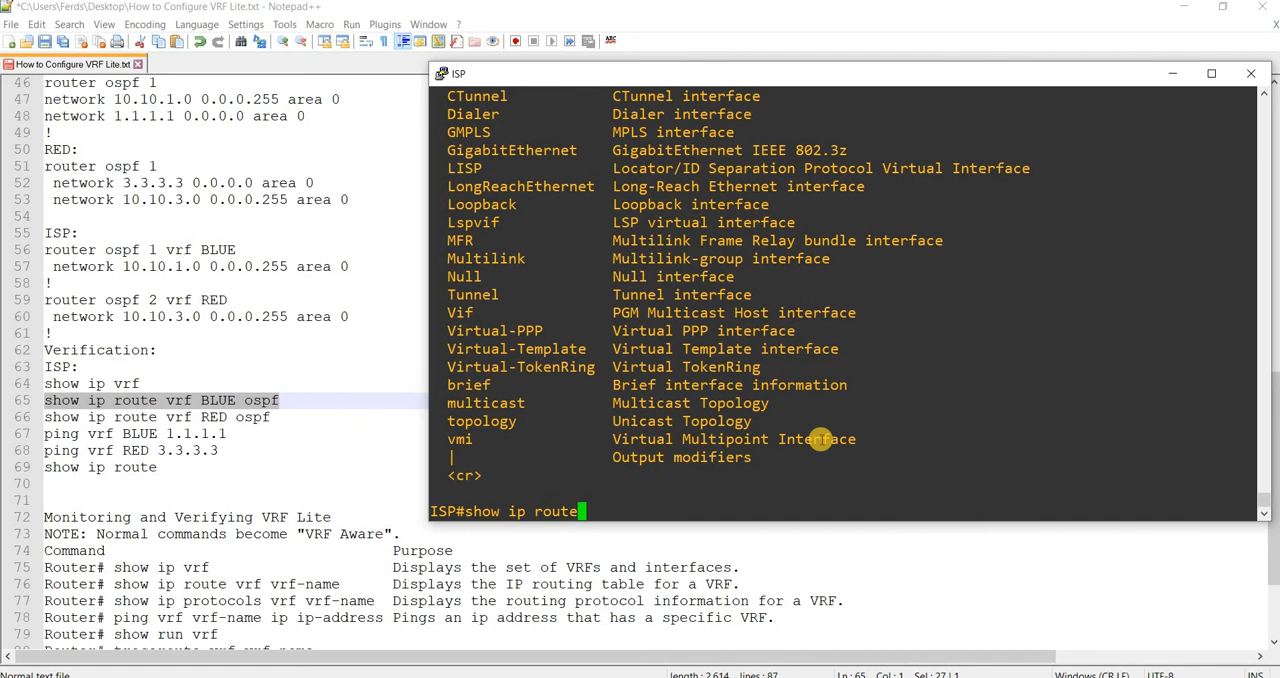 *C:\Users\Ferds\Desktop\How to Configure VRF Lite.txt - Notepad++
File Edit Search View Encoding Language Settings Tools Macro Run Plugins Window ? X
How to Configure VRF Lite.txt
46 router ospf 1
47 network 10.10.1.0 0.0.0.255 area 0
48 network 1.1.1.1 0.0.0.0 area 0
49 !
50 RED:
51 router ospf 1
52 network 3.3.3.3 0.0.0.0 area 0
53 network 10.10.3.0 0.0.0.255 area 0
54
55 ISP:
56 router ospf 1 vrf BLUE
57 network 10.10.1.0 0.0.0.255 area 0
58 !
59 router ospf 2 vrf RED
60 network 10.10.3.0 0.0.0.255 area 0
61 !
62 Verification:
63 ISP:
64 show ip vrf
65 show ip route vrf BLUE ospf
66 show ip route vrf RED ospf
67 ping vrf BLUE 1.1.1.1
68 ping vrf RED 3.3.3.3
69 show ip route
70
71
72 Monitoring and Verifying VRF Lite
73 NOTE: Normal commands become "VRF Aware".
74 Command Purpose
75 Router# show ip vrf Displays the set of VRFs and interfaces.
76 Router# show ip route vrf vrf-name Displays the IP routing table for a VRF.
77 Router# show ip protocols vrf vrf-name Displays the routing protocol information for a VRF.
78 Router# ping vrf vrf-name ip ip-address Pings an ip address that has a specific VRF.
79 Router# show run vrf
ISP
CTunnel CTunnel interface
Dialer Dialer interface
GMPLS MPLS interface
GigabitEthernet GigabitEthernet IEEE 802.3z
LISP Locator/ID Separation Protocol Virtual Interface
LongReachEthernet Long-Reach Ethernet interface
Loopback Loopback interface
Lspvif LSP virtual interface
MFR Multilink Frame Relay bundle interface
Multilink Multilink-group interface
Null Null interface
Tunnel Tunnel interface
Vif PGM Multicast Host interface
Virtual-PPP Virtual PPP interface
Virtual-Template Virtual Template interface
Virtual-TokenRing Virtual TokenRing
brief Brief interface information
multicast Multicast Topology
topology Unicast Topology
vmi Virtual Multipoint Interface
| Output modifiers
<cr>
ISP#show ip route
Normal text file length : 2,614 lines : 87 Ln : 65 Col : 1 Sel : 27 | 1 Windows (CR LF) UTF-8 INS